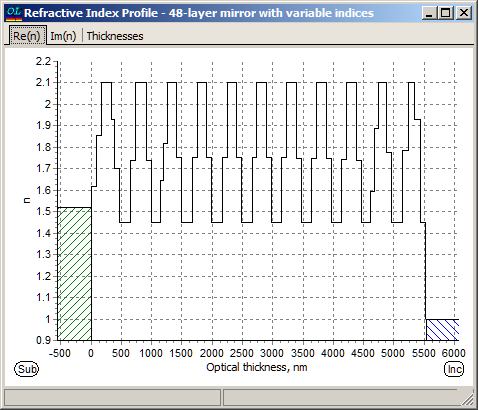 OL Refractive Index Profile - 48-layer mirror with variable indices
Re(n) Im(n) Thicknesses
2.2
2.1
2
1.9
1.8
1.7
1.6
1.5
1.4
1.3
1.2
1.1
1
0.9
n
-500 0 500 1000 1500 2000 2500 3000 3500 4000 4500 5000 5500 6000
Sub Optical thickness, nm Inc